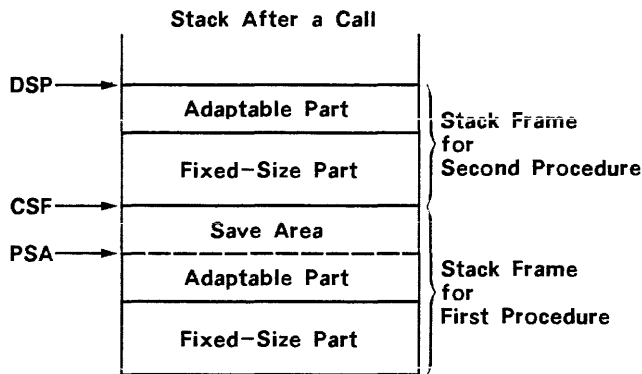 Stack After a Call
DSP
Adaptable Part
Stack Frame
for
Second Procedure
Fixed-Size Part
CSF
Save Area
PSA
Adaptable Part
Stack Frame
for
First Procedure
Fixed-Size Part